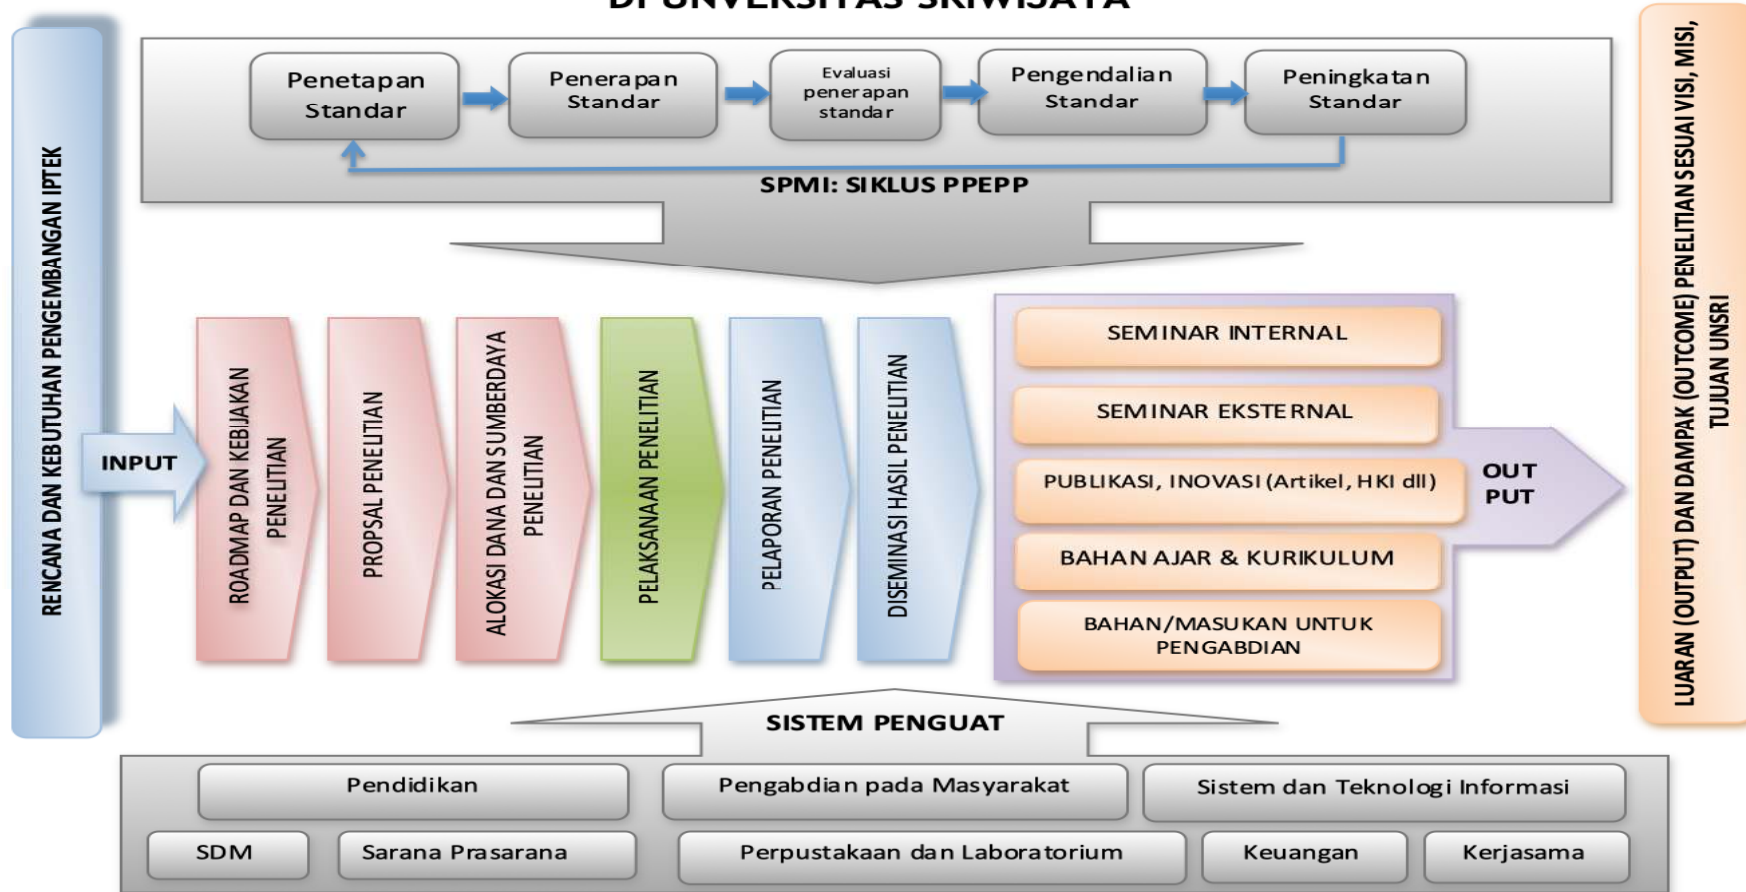 DI UNVERSITAS SRIWIJAYA
RENCANA DAN KEBUTUHAN PENGEMBANGAN IPTEK
Penetapan
Standar
Penerapan
Standar
Evaluasi
penerapan
standar
Pengendalian
Standar
Peningkatan
Standar
SPMI: SIKLUS PPEPP
INPUT
ROADMAP DAN KEBIJAKAN
PENELITIAN
PROPSAL PENELITIAN
ALOKASI DANA DAN SUMBERDAYA
PENELITIAN
PELAKSANAAN PENELITIAN
PELAPORAN PENELITIAN
DISEMINASI HASIL PENELITIAN
SEMINAR INTERNAL
SEMINAR EKSTERNAL
PUBLIKASI, INOVASI (Artikel, HKI dll)
BAHAN AJAR & KURIKULUM
BAHAN/MASUKAN UNTUK
PENGABDIAN
OUT
PUT
LUARAN (OUTPUT) DAN DAMPAK (OUTCOME) PENELITIAN SESUAI VISI, MISI,
TUJUAN UNSRI
SISTEM PENGUAT
Pendidikan
Pengabdian pada Masyarakat
Sistem dan Teknologi Informasi
SDM
Sarana Prasarana
Perpustakaan dan Laboratorium
Keuangan
Kerjasama